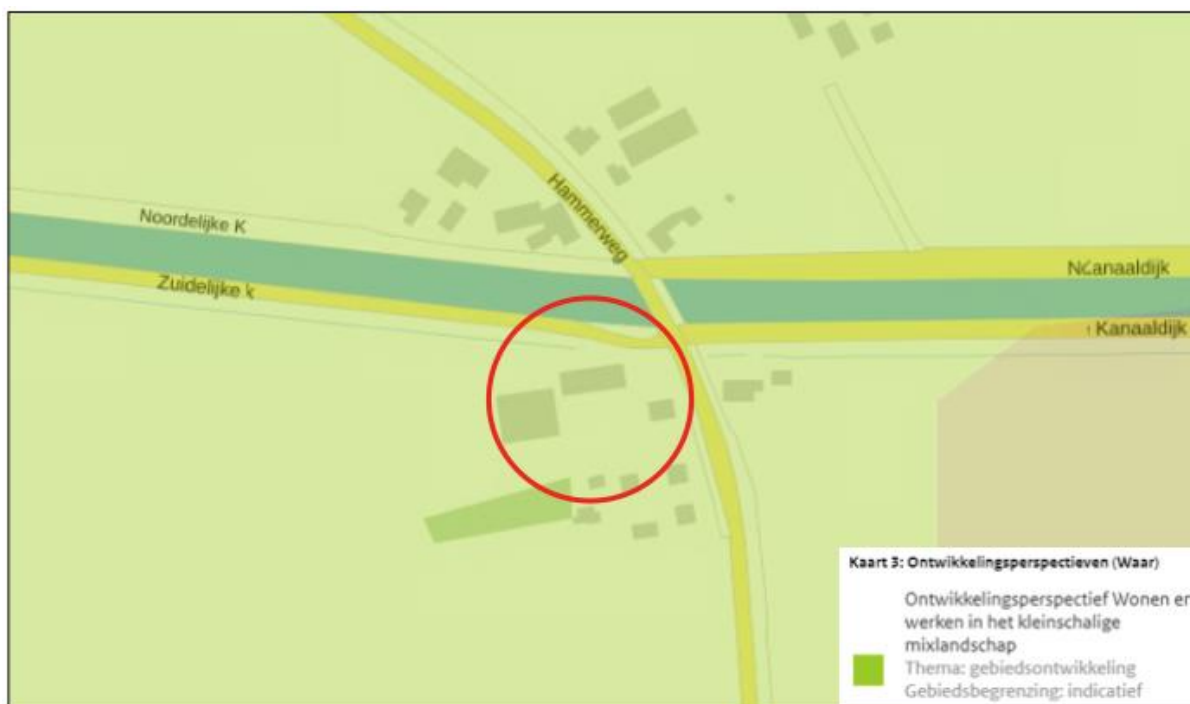 Hammerweg
Noordelijke K
Zuidelijke k
Nanaaldijk
Kanaaldijk
Kaart 3: Ontwikkelingsperspectieven (Waar)
Ontwikkelingsperspectief Wonen en
werken in het kleinschalige
mixlandschap
Thema: gebiedsontwikkeling
Gebiedsbegrenzing: indicatief